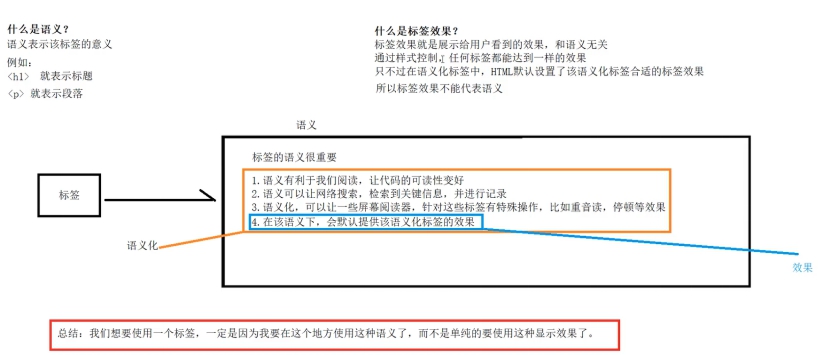 什么是语义？
语义表示该标签的意义
例如：
<h1> 就表示标题
<p> 就表示段落
什么是标签效果？
标签效果就是展示给用户看到的效果，和语义无关
通过样式控制，任何标签都能达到一样的效果
只不过在语义化标签中，HTML默认设置了该语义化标签合适的标签效果
所以标签效果不能代表语义
语义
标签
标签的语义很重要
1.语义有利于我们阅读，让代码的可读性变好
2.语义可以让网络搜索，检索到关键信息，并进行记录
3.语义化，可以让一些屏幕阅读器，针对这些标签有特殊操作，比如重音读，停顿等效果
4.在该语义下，会默认提供该语义化标签的效果
语义化
效果
总结：我们想要使用一个标签，一定是因为我要在这个地方使用这种语义了，而不是单纯的要使用这种显示效果了。